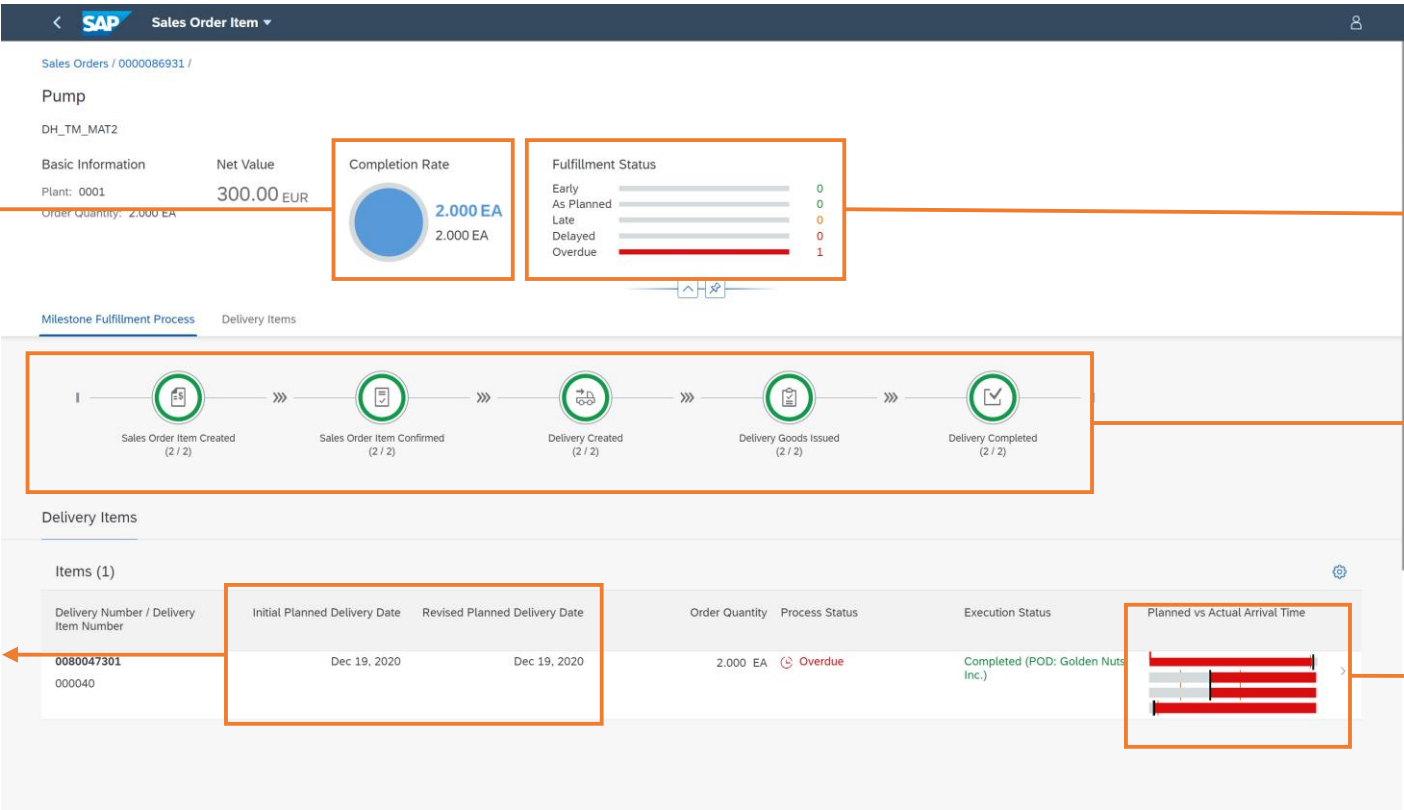 SAP Sales Order Item
Sales Orders / 0000086931 /
Pump
DH_TM_MAT2
Basic Information
Plant: 0001
Order Quantity: 2.000 EA
Net Value
300.00 EUR
Completion Rate
2.000 EA
2.000 EA
Fulfillment Status
Early 0
As Planned 0
Late 0
Delayed 0
Overdue 1
Milestone Fulfillment Process Delivery Items
Sales Order Item Created
(2 / 2)
Sales Order Item Confirmed
(2 / 2)
Delivery Created
(2 / 2)
Delivery Goods Issued
(2 / 2)
Delivery Completed
(2 / 2)
Delivery Items
Items (1)
Delivery Number / Delivery
Item Number
Initial Planned Delivery Date
Revised Planned Delivery Date
Order Quantity
Process Status
Execution Status
Planned vs Actual Arrival Time
0080047301
000040
Dec 19, 2020
Dec 19, 2020
2.000 EA
Overdue
Completed (POD: Golden Nuts
Inc.)